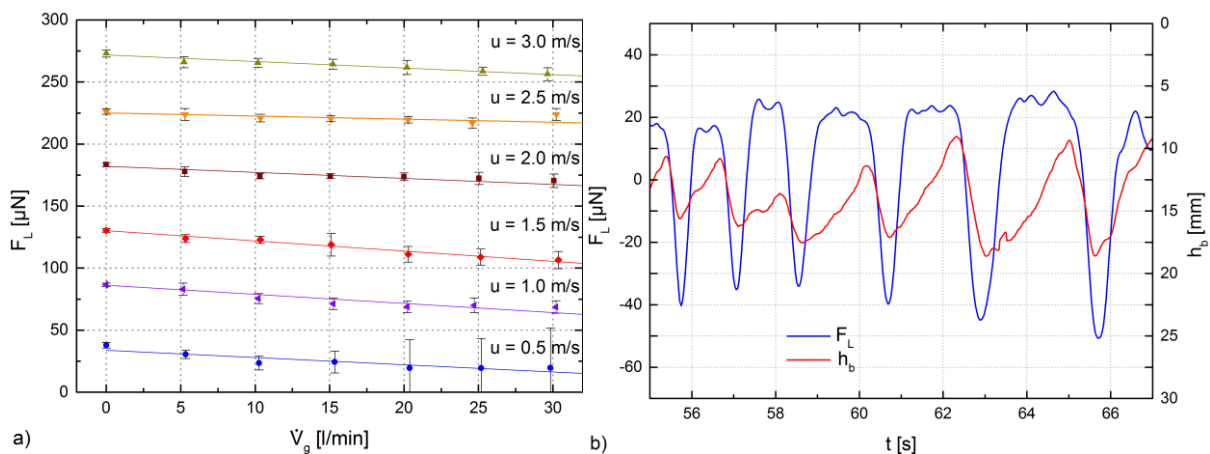 300
250
200
150
100
50
0
F_L [µN]
u = 3.0 m/s
u = 2.5 m/s
u = 2.0 m/s
u = 1.5 m/s
u = 1.0 m/s
u = 0.5 m/s
0 5 10 15 20 25 30
a)
V̇_g [l/min]
40
20
0
-20
-40
-60
F_L [µN]
F_L
h_b
0
5
10
15
20
25
30
h_b [mm]
56 58 60 62 64 66
b)
t [s]